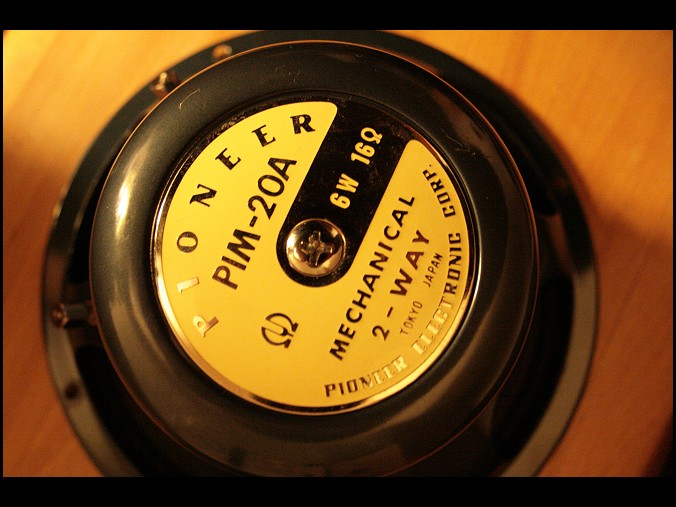 PIONEER
PIM-20A
6W 16Ω
MECHANICAL
2-WAY
TOKYO JAPAN
PIONEER ELECTRONIC CORP.